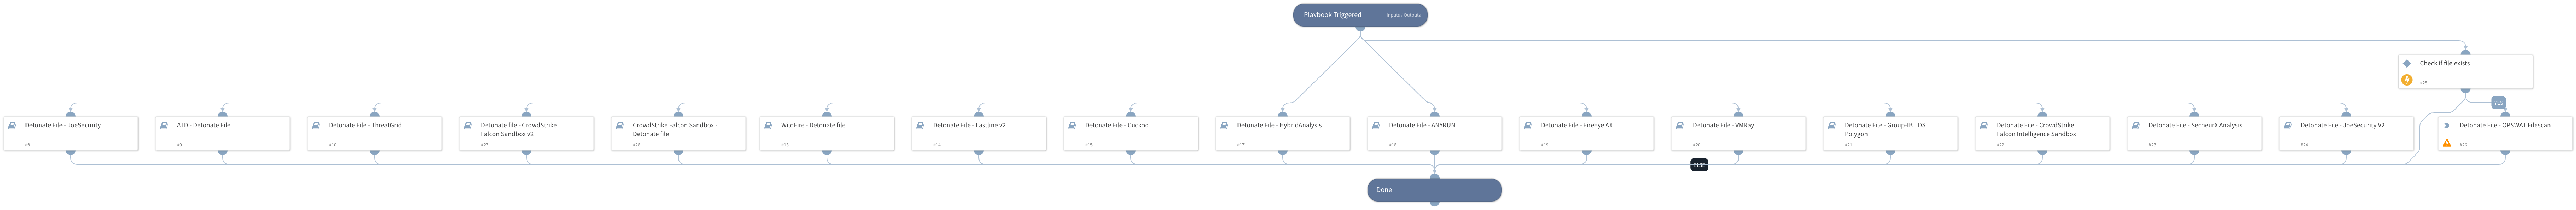 Playbook Triggered
Inputs / Outputs
Check if file exists
#25
YES
Detonate File - JoeSecurity
#8
ATD - Detonate File
#9
Detonate File - ThreatGrid
#10
Detonate file - CrowdStrike
Falcon Sandbox v2
#27
CrowdStrike Falcon Sandbox -
Detonate file
#28
WildFire - Detonate file
#13
Detonate File - Lastline v2
#14
Detonate File - Cuckoo
#15
Detonate File - HybridAnalysis
#17
Detonate File - ANYRUN
#18
Detonate File - FireEye AX
#19
Detonate File - VMRay
#20
Detonate File - Group-IB TDS
Polygon
#21
Detonate File - CrowdStrike
Falcon Intelligence Sandbox
#22
Detonate File - SecneurX Analysis
#23
Detonate File - JoeSecurity V2
#24
Detonate File - OPSWAT Filescan
#26
ELSE
Done